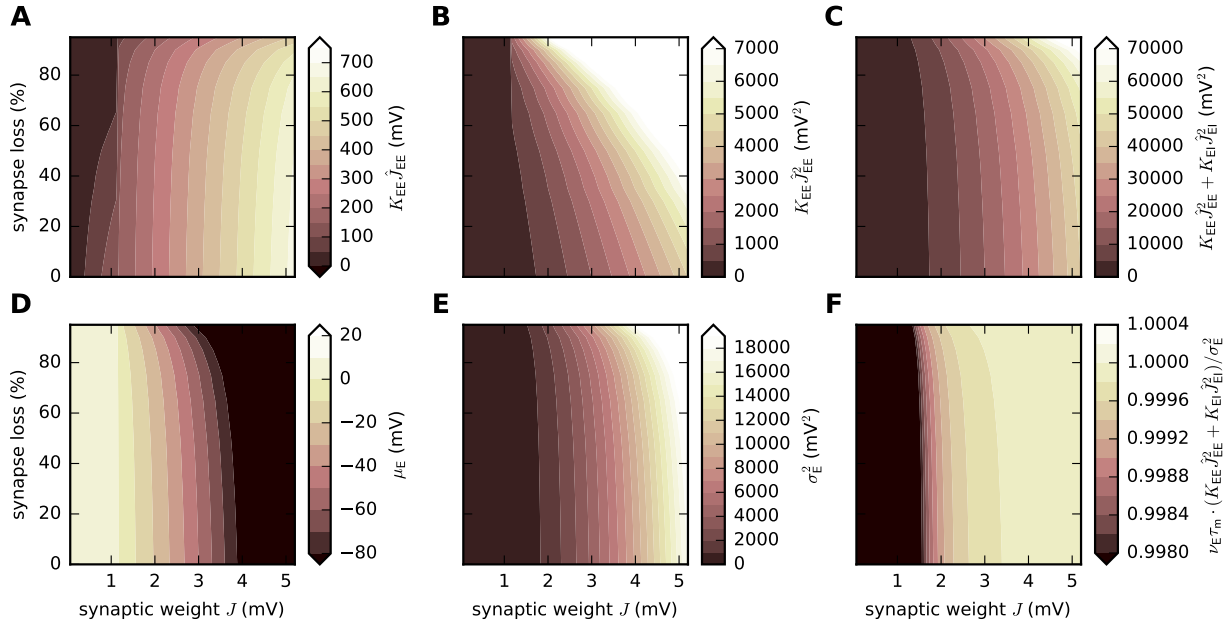 A
B
C
synapse loss (%)
80
60
40
20
0
700
600
500
400
300
200
100
0
K_EE Ĵ_EE (mV)
7000
6000
5000
4000
3000
2000
1000
0
K_EE Ĵ²_EE (mV²)
70000
60000
50000
40000
30000
20000
10000
0
K_EE Ĵ²_EE + K_EI Ĵ²_EI (mV²)
D
E
F
synapse loss (%)
80
60
40
20
0
1 2 3 4 5
synaptic weight J (mV)
20
0
−20
−40
−60
−80
μ_E (mV)
1 2 3 4 5
synaptic weight J (mV)
18000
16000
14000
12000
10000
8000
6000
4000
2000
0
σ²_E (mV²)
1 2 3 4 5
synaptic weight J (mV)
1.0004
1.0000
0.9996
0.9992
0.9988
0.9984
0.9980
ν_E τ_m · (K_EE Ĵ²_EE + K_EI Ĵ²_EI)/σ²_E